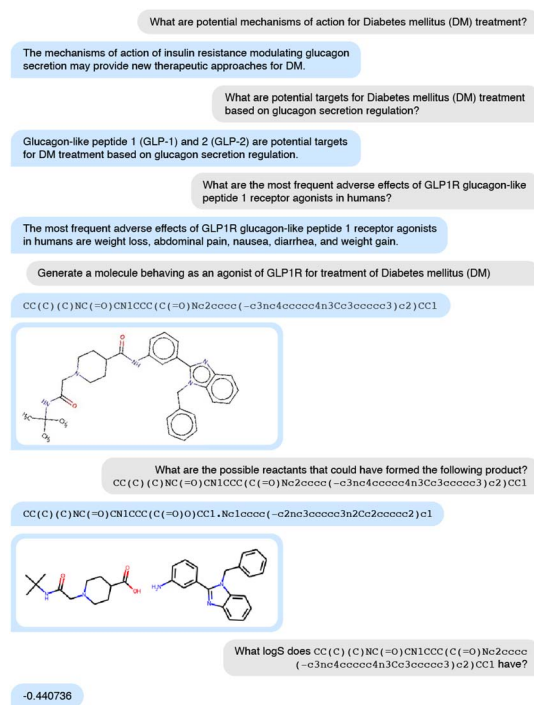 What are potential mechanisms of action for Diabetes mellitus (DM) treatment?
The mechanisms of action of insulin resistance modulating glucagon
secretion may provide new therapeutic approaches for DM.
What are potential targets for Diabetes mellitus (DM) treatment
based on glucagon secretion regulation?
Glucagon-like peptide 1 (GLP-1) and 2 (GLP-2) are potential targets
for DM treatment based on glucagon secretion regulation.
What are the most frequent adverse effects of GLP1R glucagon-like
peptide 1 receptor agonists in humans?
The most frequent adverse effects of GLP1R glucagon-like peptide 1 receptor agonists
in humans are weight loss, abdominal pain, nausea, diarrhea, and weight gain.
Generate a molecule behaving as an agonist of GLP1R for treatment of Diabetes mellitus (DM)
CC(C)(C)NC(=O)CN1CCC(C(=O)Nc2cccc(-c3nc4ccccc4n3Cc3ccccc3)c2)CC1
O
NH
N
N
N
HN
O
H₃C
CH₃
CH₃
What are the possible reactants that could have formed the following product?
CC(C)(C)NC(=O)CN1CCC(C(=O)Nc2cccc(-c3nc4ccccc4n3Cc3ccccc3)c2)CC1
CC(C)(C)NC(=O)CN1CCC(C(=O)O)CC1.Nc1cccc(-c2nc3ccccc3n2Cc2ccccc2)c1
O
O
N
H
N
OH
H₂N
N
N
What logS does CC(C)(C)NC(=O)CN1CCC(C(=O)Nc2cccc
(-c3nc4ccccc4n3Cc3ccccc3)c2)CC1 have?
-0.440736